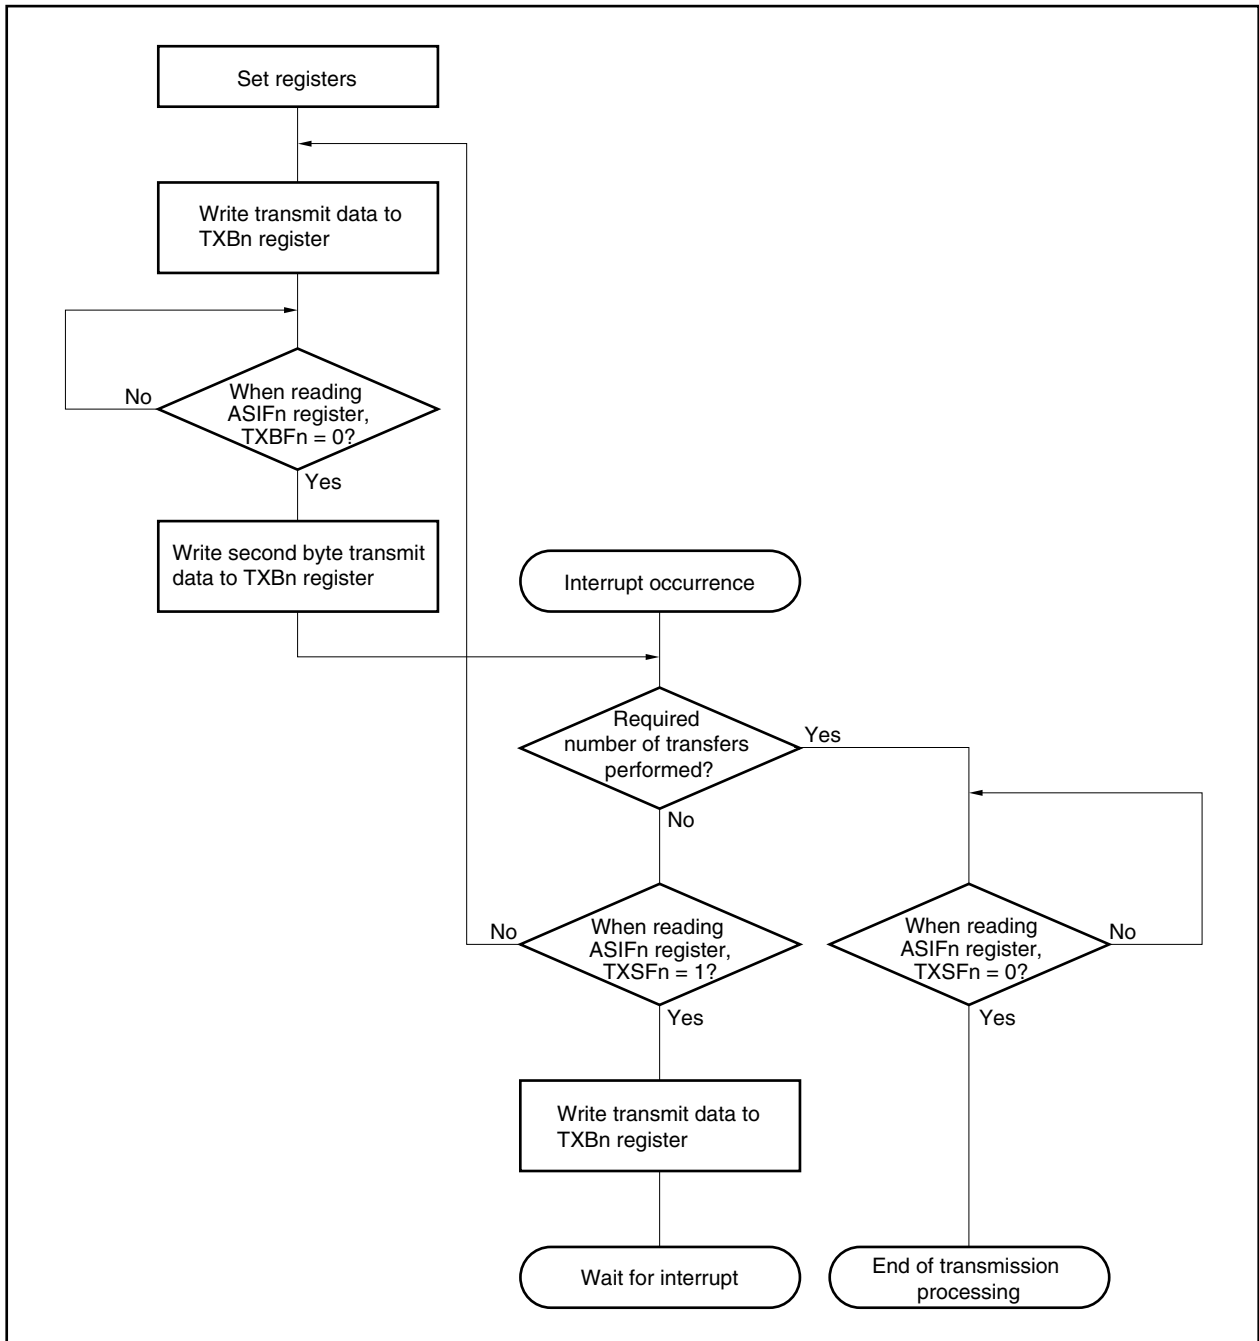 Set registers
Write transmit data to
TXBn register
No
When reading
ASIFn register,
TXBFn = 0?
Yes
Write second byte transmit
data to TXBn register
Interrupt occurrence
Required
number of transfers
performed?
Yes
No
No
When reading
ASIFn register,
TXSFn = 1?
Yes
When reading
ASIFn register,
TXSFn = 0?
No
Yes
Write transmit data to
TXBn register
Wait for interrupt
End of transmission
processing